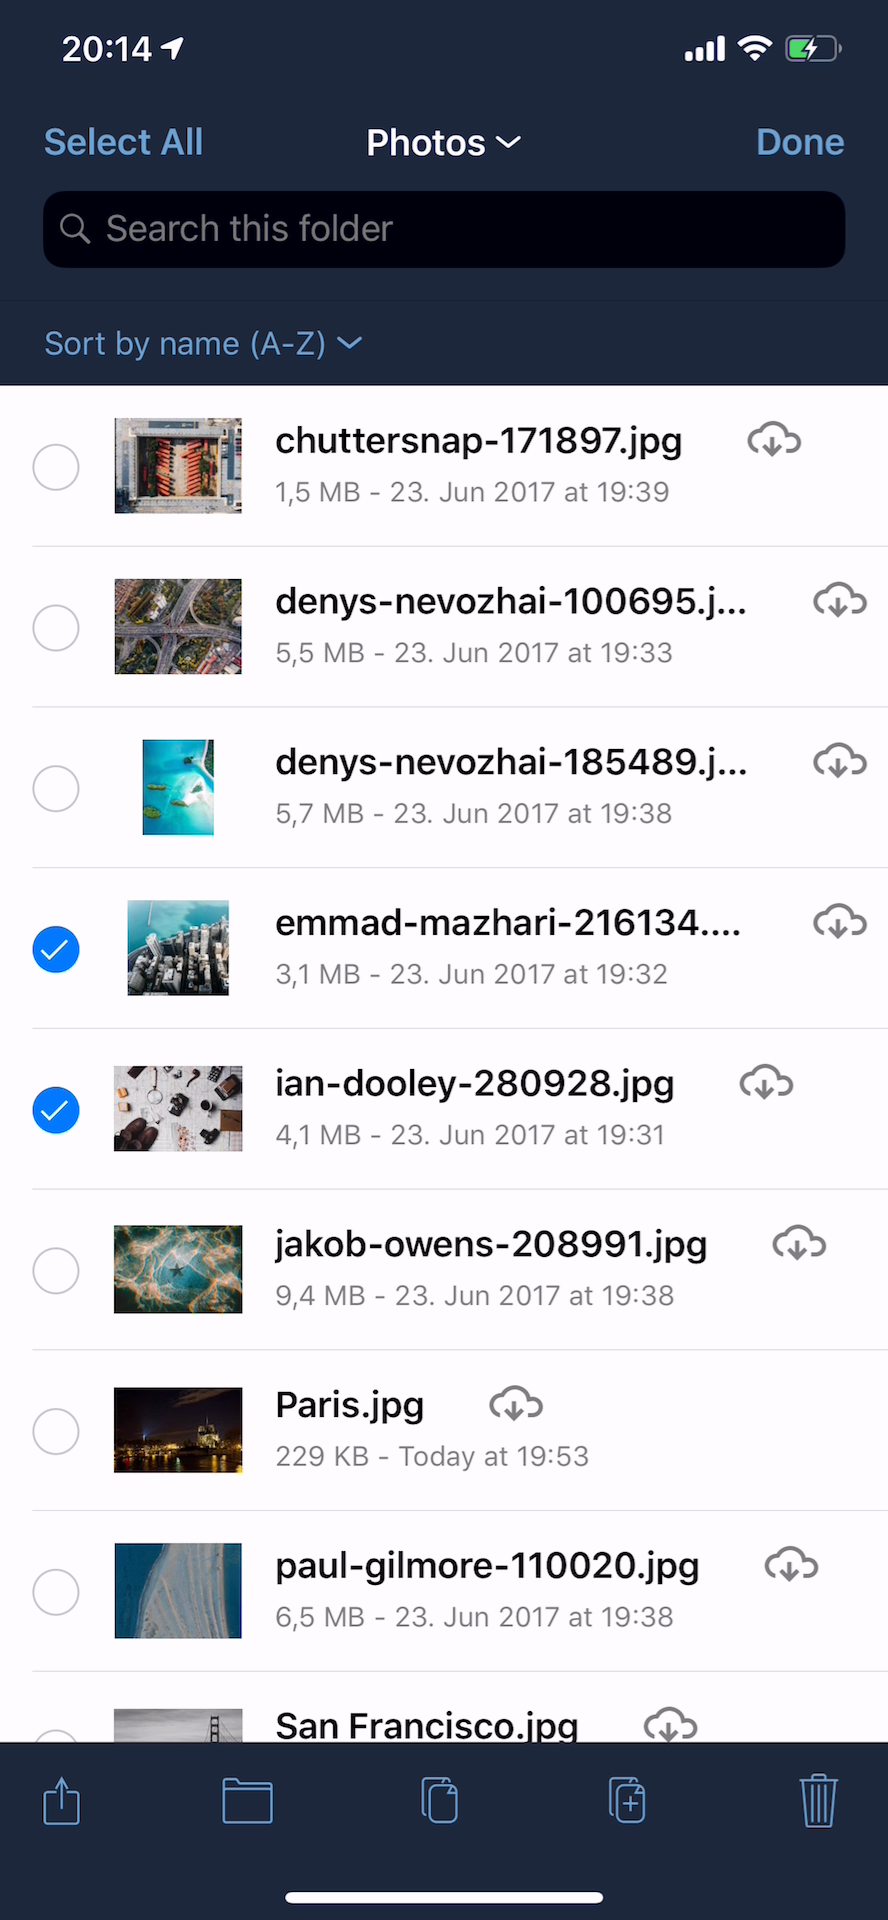 20:14
Select All
Photos
Done
Search this folder
Sort by name (A-Z)
chuttersnap-171897.jpg
1,5 MB - 23. Jun 2017 at 19:39
denys-nevozhai-100695.j...
5,5 MB - 23. Jun 2017 at 19:33
denys-nevozhai-185489.j...
5,7 MB - 23. Jun 2017 at 19:38
emmad-mazhari-216134....
3,1 MB - 23. Jun 2017 at 19:32
ian-dooley-280928.jpg
4,1 MB - 23. Jun 2017 at 19:31
jakob-owens-208991.jpg
9,4 MB - 23. Jun 2017 at 19:38
Paris.jpg
229 KB - Today at 19:53
paul-gilmore-110020.jpg
6,5 MB - 23. Jun 2017 at 19:38
San Francisco.jpg